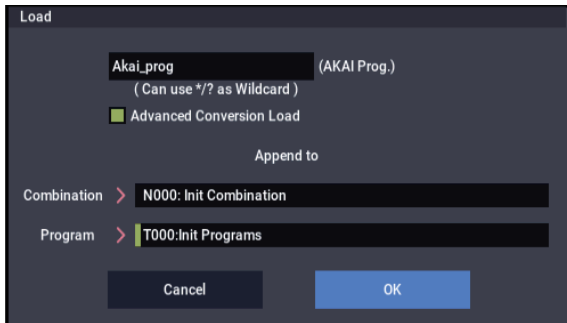 Load
Akai_prog (AKAI Prog.)
( Can use */? as Wildcard )
Advanced Conversion Load
Append to
Combination N000: Init Combination
Program T000:Init Programs
Cancel OK